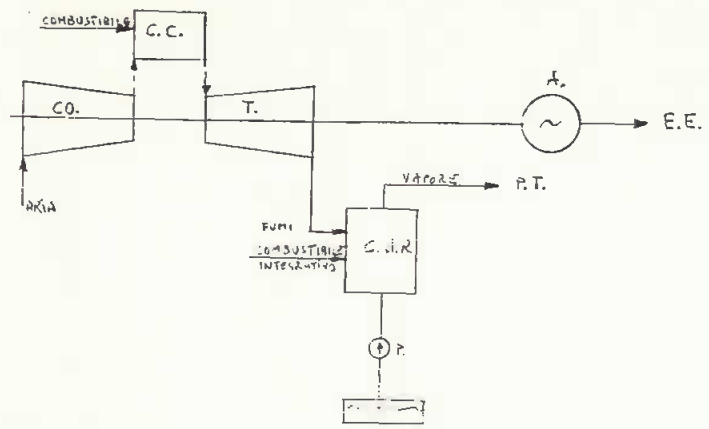 COMBUSTIBILE
C.C.
CO.
T.
A.
~
E.E.
ARIA
VAPORE
P.T.
FUMI
COMBUSTIBILE
INTEGRATIVO
C.A.R
P.